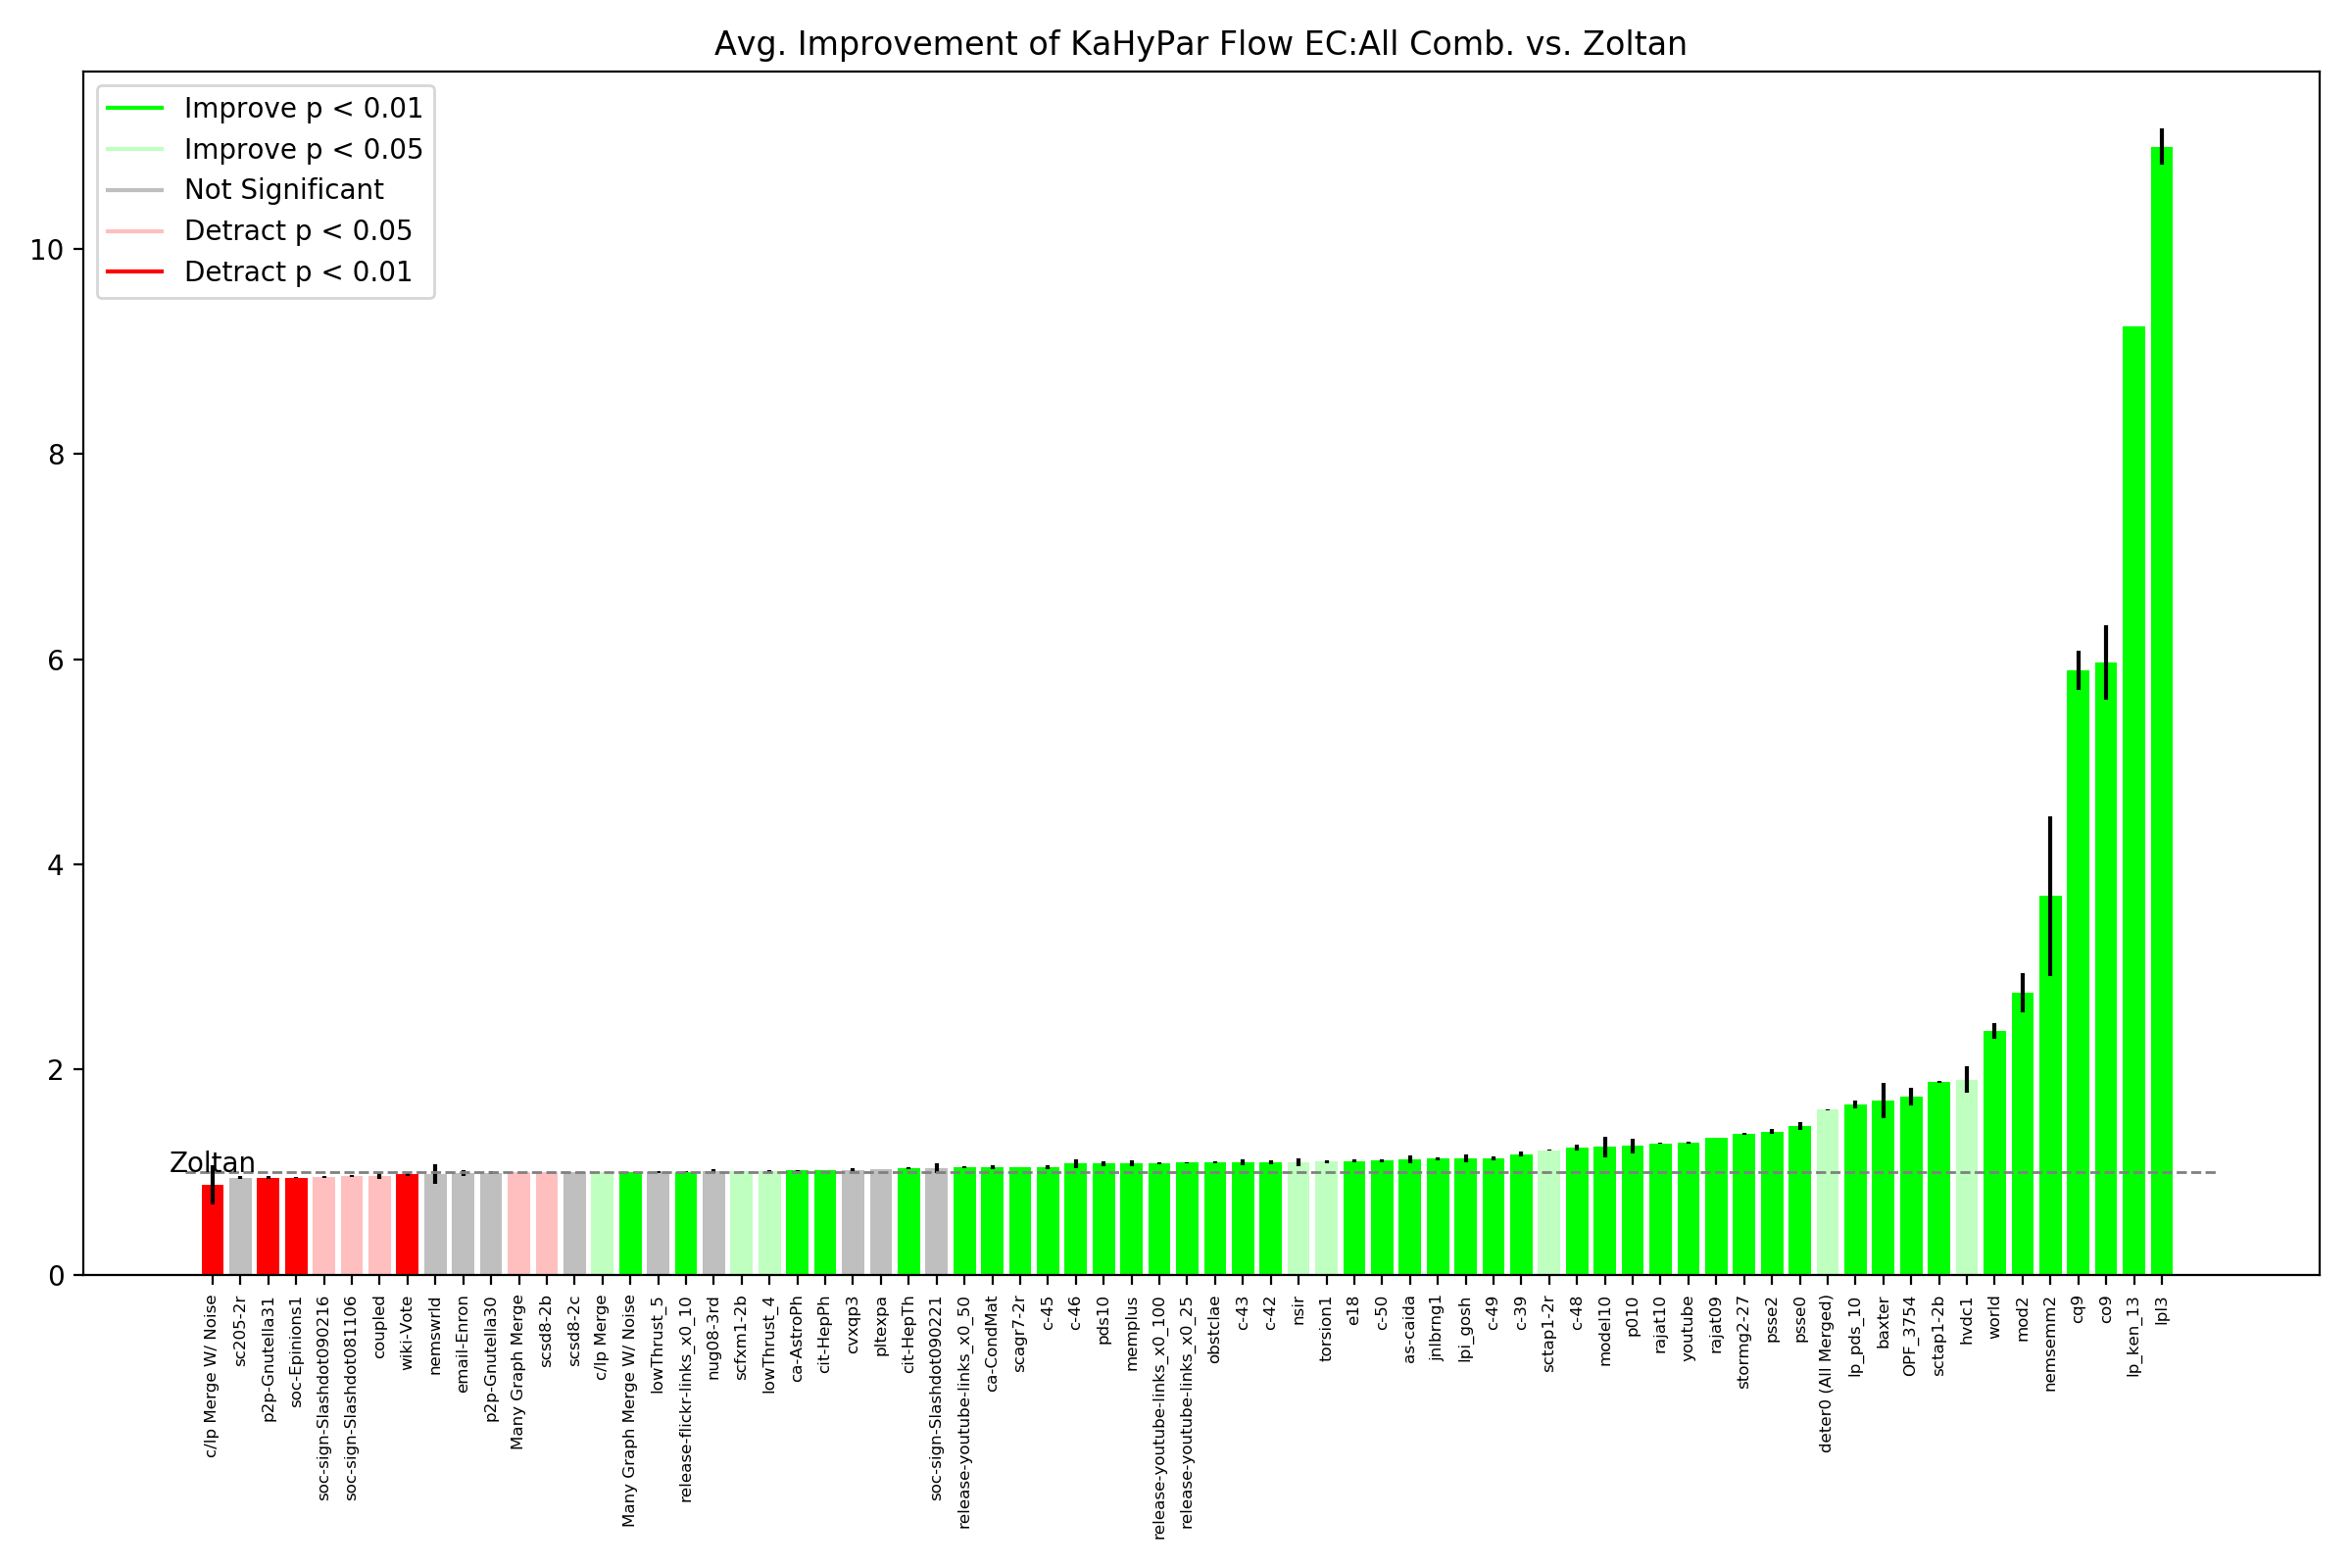 Avg. Improvement of KaHyPar Flow EC:All Comb. vs. Zoltan
Improve p < 0.01
Improve p < 0.05
Not Significant
Detract p < 0.05
Detract p < 0.01
10
8
6
4
2
0
Zoltan
c/lp Merge W/ Noise
sc205-2r
p2p-Gnutella31
soc-Epinions1
soc-sign-Slashdot090216
soc-sign-Slashdot081106
coupled
wiki-Vote
nemswrld
email-Enron
p2p-Gnutella30
Many Graph Merge
scsd8-2b
scsd8-2c
c/lp Merge
Many Graph Merge W/ Noise
lowThrust_5
release-flickr-links_x0_10
nug08-3rd
scfxm1-2b
lowThrust_4
ca-AstroPh
cit-HepPh
cvxqp3
pltexpa
cit-HepTh
soc-sign-Slashdot090221
release-youtube-links_x0_50
ca-CondMat
scagr7-2r
c-45
c-46
pds10
memplus
release-youtube-links_x0_100
release-youtube-links_x0_25
obstclae
c-43
c-42
nsir
torsion1
e18
c-50
as-caida
jnlbrng1
lpi_gosh
c-49
c-39
sctap1-2r
c-48
model10
p010
rajat10
youtube
rajat09
stormg2-27
psse2
psse0
deter0 (All Merged)
lp_pds_10
baxter
OPF_3754
sctap1-2b
hvdc1
world
mod2
nemsemm2
cq9
co9
lp_ken_13
lpl3